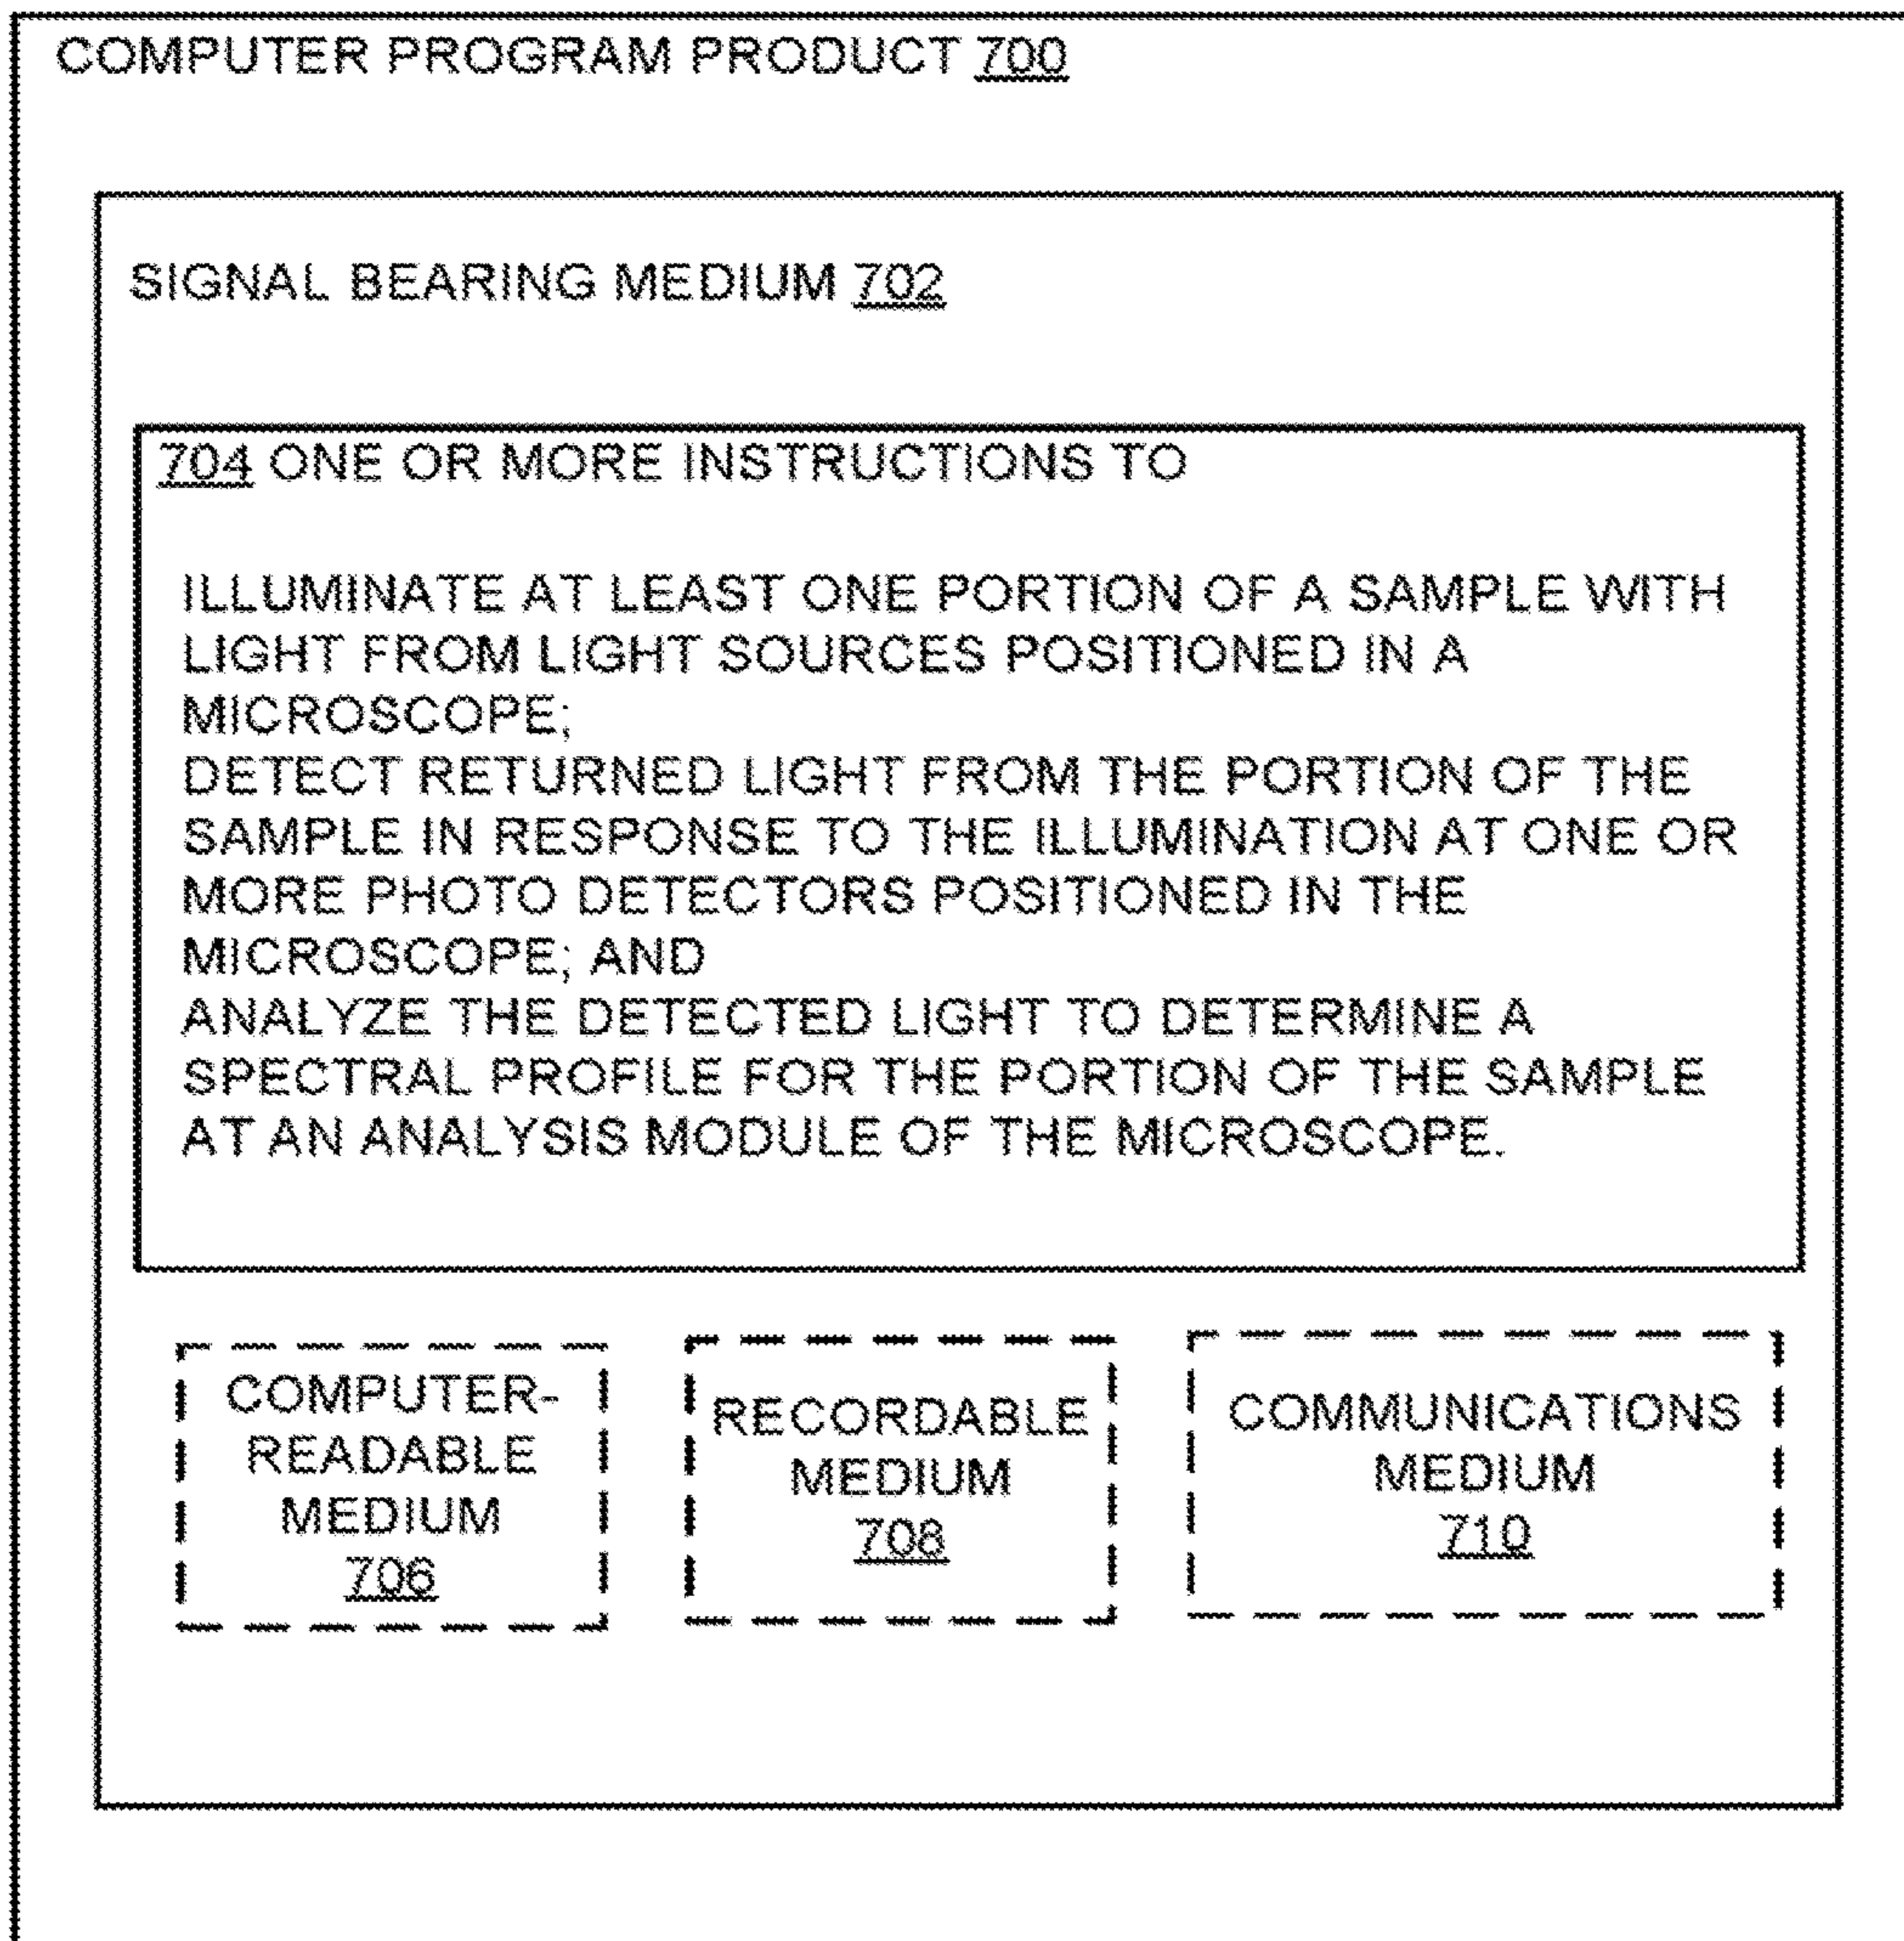 COMPUTER PROGRAM PRODUCT 700
SIGNAL BEARING MEDIUM 702
704 ONE OR MORE INSTRUCTIONS TO
ILLUMINATE AT LEAST ONE PORTION OF A SAMPLE WITH
LIGHT FROM LIGHT SOURCES POSITIONED IN A
MICROSCOPE;
DETECT RETURNED LIGHT FROM THE PORTION OF THE
SAMPLE IN RESPONSE TO THE ILLUMINATION AT ONE OR
MORE PHOTO DETECTORS POSITIONED IN THE
MICROSCOPE; AND
ANALYZE THE DETECTED LIGHT TO DETERMINE A
SPECTRAL PROFILE FOR THE PORTION OF THE SAMPLE
AT AN ANALYSIS MODULE OF THE MICROSCOPE.
COMPUTER-
READABLE
MEDIUM
706
RECORDABLE
MEDIUM
708
COMMUNICATIONS
MEDIUM
710